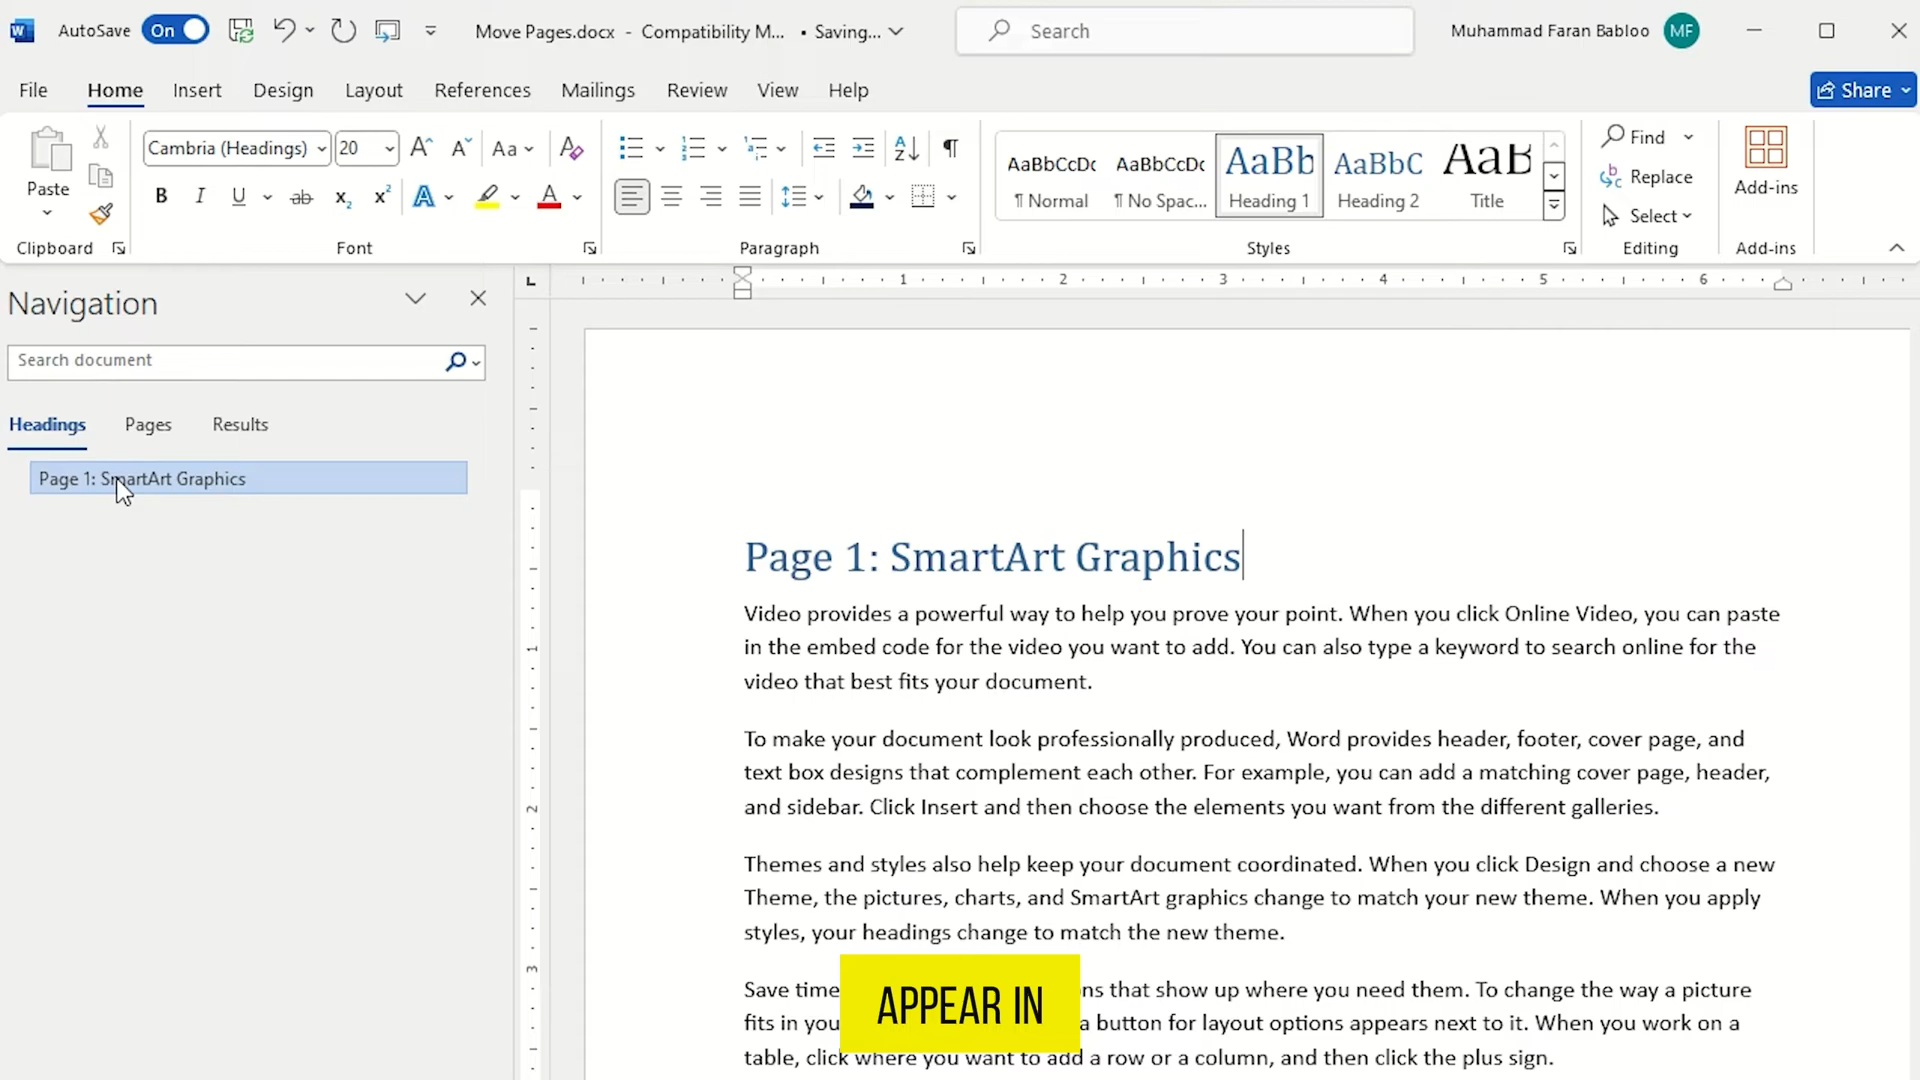 AutoSave On Move Pages.docx - Compatibility M... • Saving... Search Muhammad Faran Babloo MF
File Home Insert Design Layout References Mailings Review View Help Share
Paste Cambria (Headings) 20 Aa AaBbCcDc AaBbCcDc AaBb AaBbC AaB Find Replace Select Add-ins
¶ Normal ¶ No Spac... Heading 1 Heading 2 Title
Clipboard Font Paragraph Styles Editing Add-ins
Navigation
Search document
Headings Pages Results
Page 1: SmartArt Graphics
1 2 3 4 5 6
1
2
3
Page 1: SmartArt Graphics
Video provides a powerful way to help you prove your point. When you click Online Video, you can paste
in the embed code for the video you want to add. You can also type a keyword to search online for the
video that best fits your document.
To make your document look professionally produced, Word provides header, footer, cover page, and
text box designs that complement each other. For example, you can add a matching cover page, header,
and sidebar. Click Insert and then choose the elements you want from the different galleries.
Themes and styles also help keep your document coordinated. When you click Design and choose a new
Theme, the pictures, charts, and SmartArt graphics change to match your new theme. When you apply
styles, your headings change to match the new theme.
Save time ns that show up where you need them. To change the way a picture
fits in you a button for layout options appears next to it. When you work on a
table, click where you want to add a row or a column, and then click the plus sign.
APPEAR IN